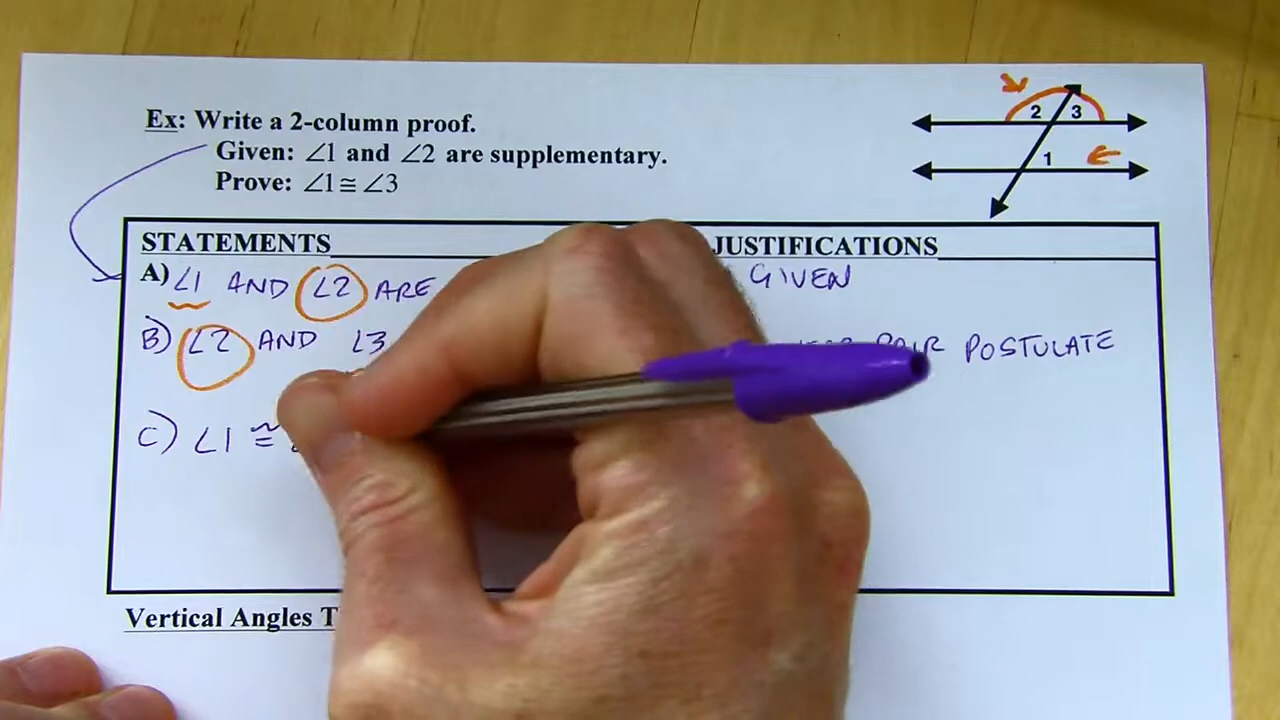 Ex: Write a 2-column proof.
Given: ∠1 and ∠2 are supplementary.
Prove: ∠1 ≅ ∠3
2 3
1
STATEMENTS JUSTIFICATIONS
A) ∠1 AND ∠2 ARE GIVEN
B) ∠2 AND ∠3 PAIR POSTULATE
C) ∠1 ≅
Vertical Angles